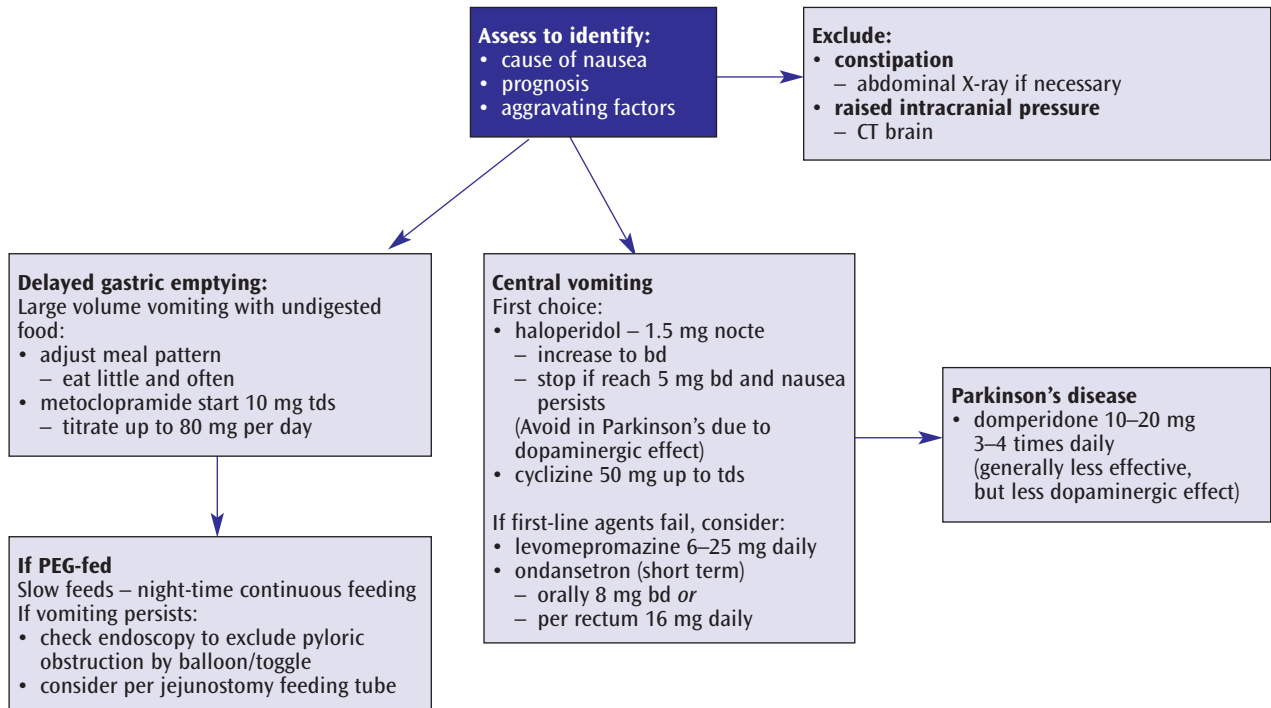 Assess to identify:
• cause of nausea
• prognosis
• aggravating factors
Exclude:
• constipation
– abdominal X-ray if necessary
• raised intracranial pressure
– CT brain
Delayed gastric emptying:
Large volume vomiting with undigested
food:
• adjust meal pattern
– eat little and often
• metoclopramide start 10 mg tds
– titrate up to 80 mg per day
If PEG-fed
Slow feeds – night-time continuous feeding
If vomiting persists:
• check endoscopy to exclude pyloric
obstruction by balloon/toggle
• consider per jejunostomy feeding tube
Central vomiting
First choice:
• haloperidol – 1.5 mg nocte
– increase to bd
– stop if reach 5 mg bd and nausea
persists
(Avoid in Parkinson’s due to
dopaminergic effect)
• cyclizine 50 mg up to tds
If first-line agents fail, consider:
• levomepromazine 6–25 mg daily
• ondansetron (short term)
– orally 8 mg bd or
– per rectum 16 mg daily
Parkinson’s disease
• domperidone 10–20 mg
3–4 times daily
(generally less effective,
but less dopaminergic effect)